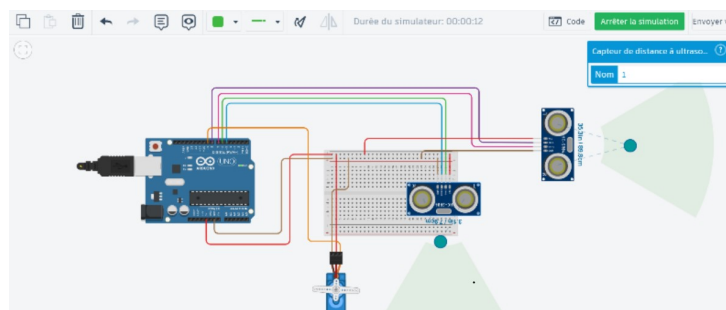 Durée du simulateur: 00:00:12
Code
Arrêter la simulation
Envoyer
Capteur de distance à ultraso...
Nom 1
UNO
ARDUINO